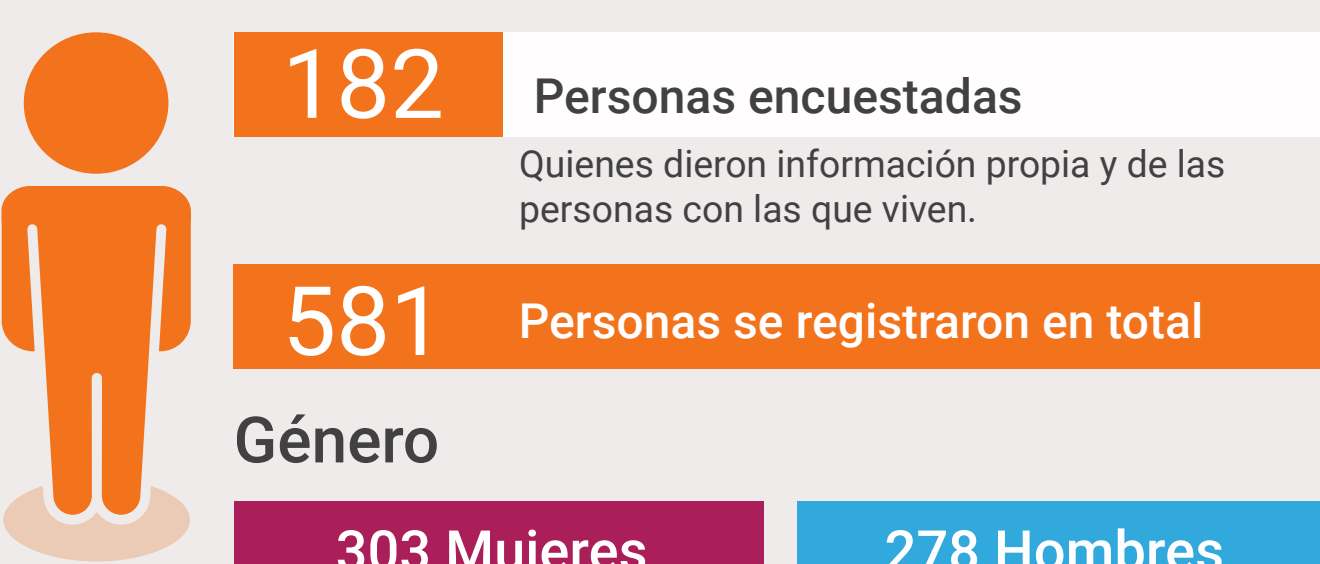 182 Personas encuestadas
Quienes dieron información propia y de las
personas con las que viven.
581 Personas se registraron en total
Género
303 Mujeres 278 Hombres